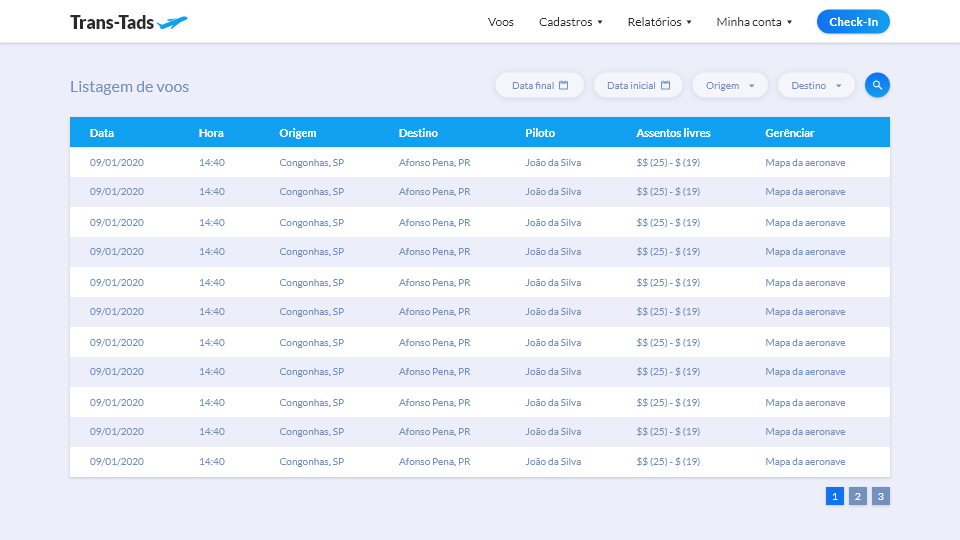 Trans-Tads Voos Cadastros Relatórios Minha conta Check-In
Listagem de voos Data final Data inicial Origem Destino
Data Hora Origem Destino Piloto Assentos livres Gerênciar
09/01/2020 14:40 Congonhas, SP Afonso Pena, PR João da Silva $$ (25) - $ (19) Mapa da aeronave
09/01/2020 14:40 Congonhas, SP Afonso Pena, PR João da Silva $$ (25) - $ (19) Mapa da aeronave
09/01/2020 14:40 Congonhas, SP Afonso Pena, PR João da Silva $$ (25) - $ (19) Mapa da aeronave
09/01/2020 14:40 Congonhas, SP Afonso Pena, PR João da Silva $$ (25) - $ (19) Mapa da aeronave
09/01/2020 14:40 Congonhas, SP Afonso Pena, PR João da Silva $$ (25) - $ (19) Mapa da aeronave
09/01/2020 14:40 Congonhas, SP Afonso Pena, PR João da Silva $$ (25) - $ (19) Mapa da aeronave
09/01/2020 14:40 Congonhas, SP Afonso Pena, PR João da Silva $$ (25) - $ (19) Mapa da aeronave
09/01/2020 14:40 Congonhas, SP Afonso Pena, PR João da Silva $$ (25) - $ (19) Mapa da aeronave
09/01/2020 14:40 Congonhas, SP Afonso Pena, PR João da Silva $$ (25) - $ (19) Mapa da aeronave
09/01/2020 14:40 Congonhas, SP Afonso Pena, PR João da Silva $$ (25) - $ (19) Mapa da aeronave
09/01/2020 14:40 Congonhas, SP Afonso Pena, PR João da Silva $$ (25) - $ (19) Mapa da aeronave
1 2 3